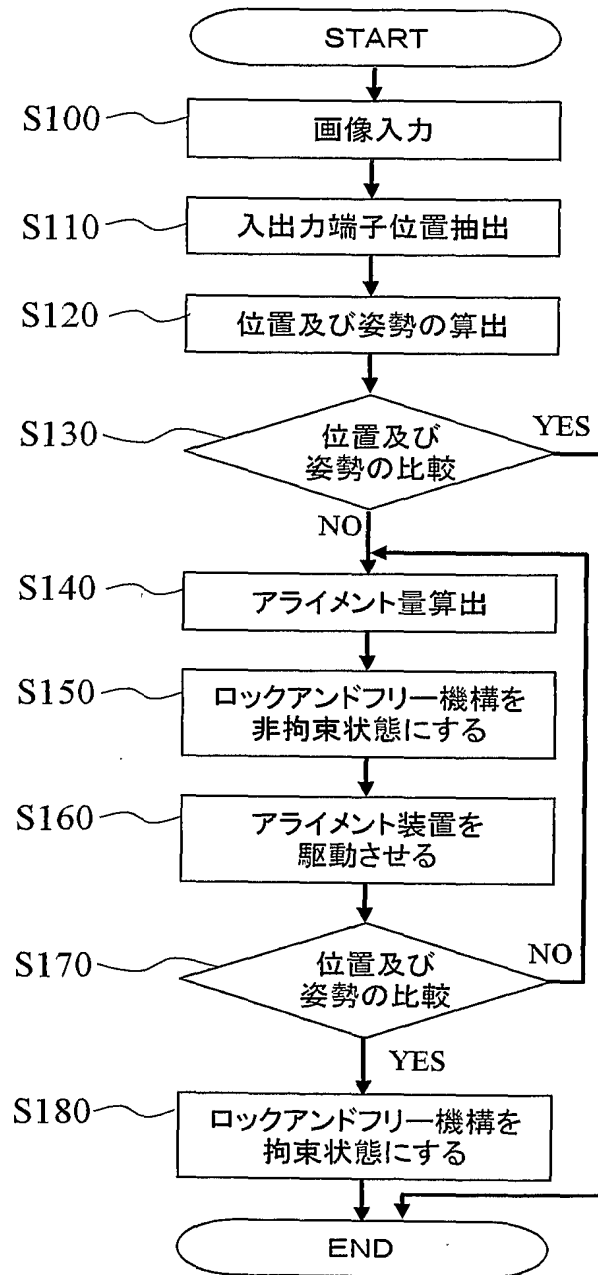 START
S100
画像入力
S110
入出力端子位置抽出
S120
位置及び姿勢の算出
S130
位置及び
姿勢の比較
YES
NO
S140
アライメント量算出
S150
ロックアンドフリー機構を
非拘束状態にする
S160
アライメント装置を
駆動させる
S170
位置及び
姿勢の比較
NO
YES
S180
ロックアンドフリー機構を
拘束状態にする
END